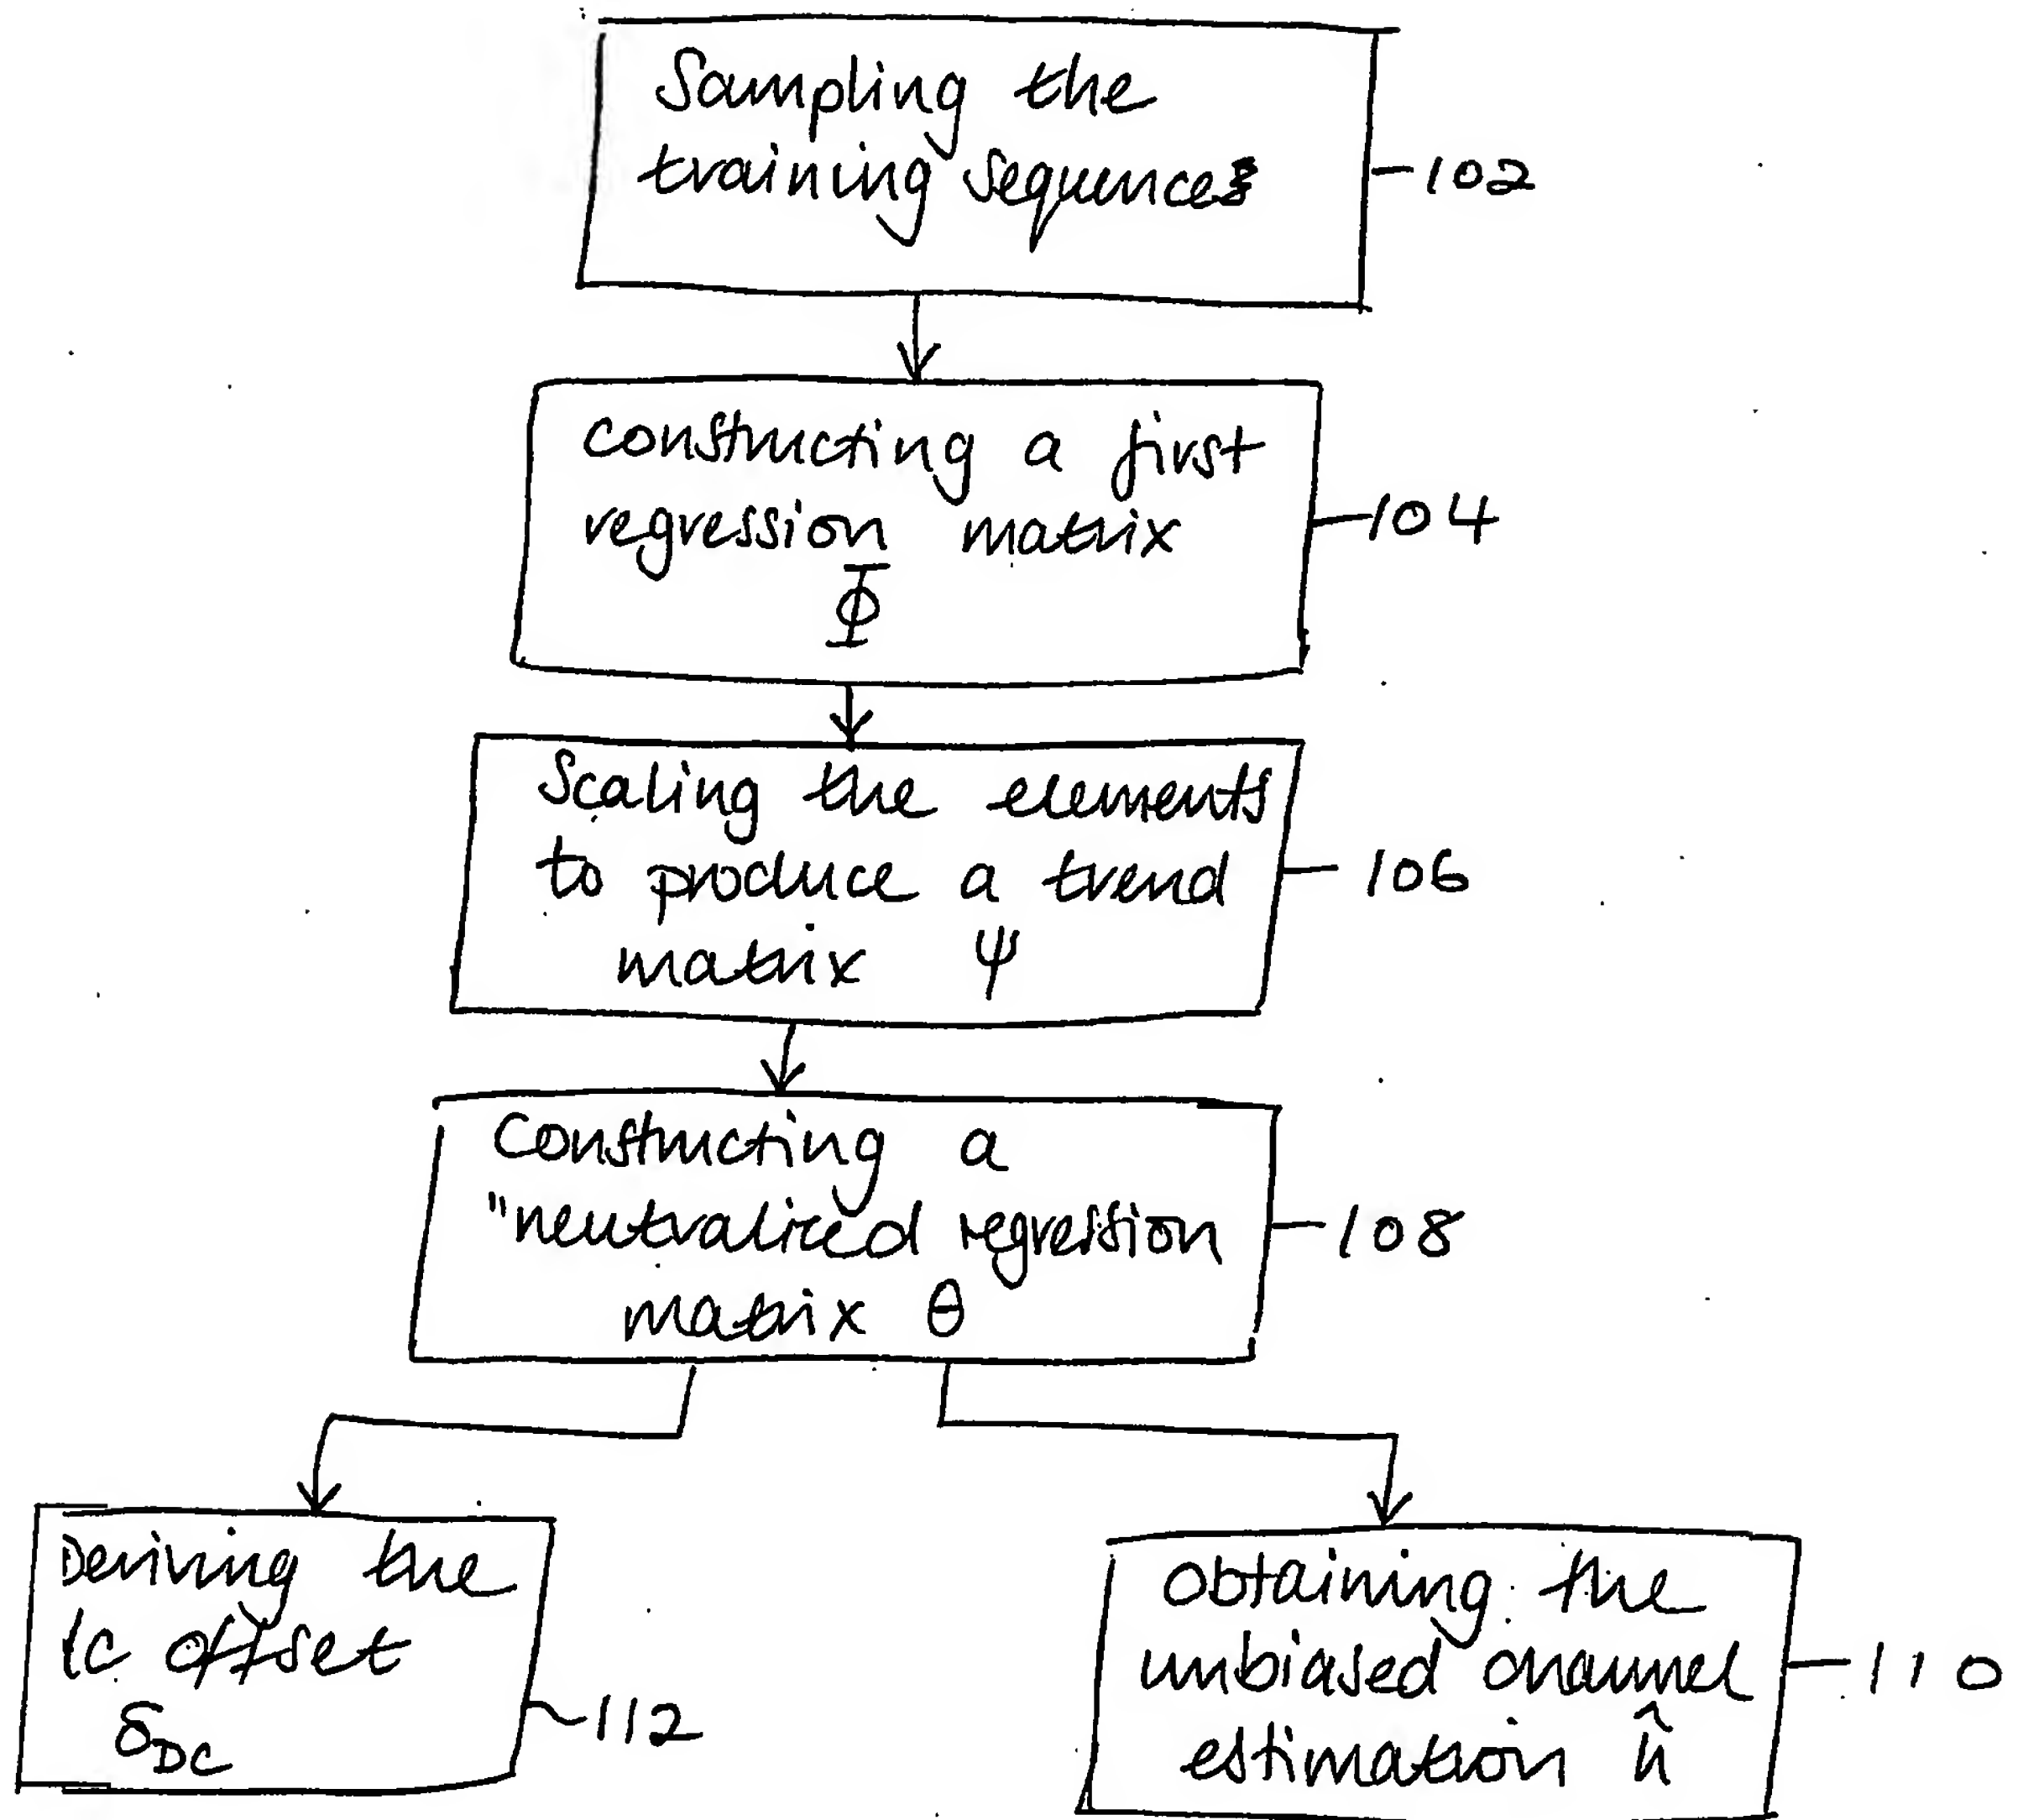 Sampling the
training sequences
102
constructing a first
regression matrix
Φ
104
Scaling the elements
to produce a trend
matrix ψ
106
Constructing a
"neutralized regression
matrix θ
108
Deriving the
offset
δDC
112
obtaining the
unbiased channel
estimation ĥ
110